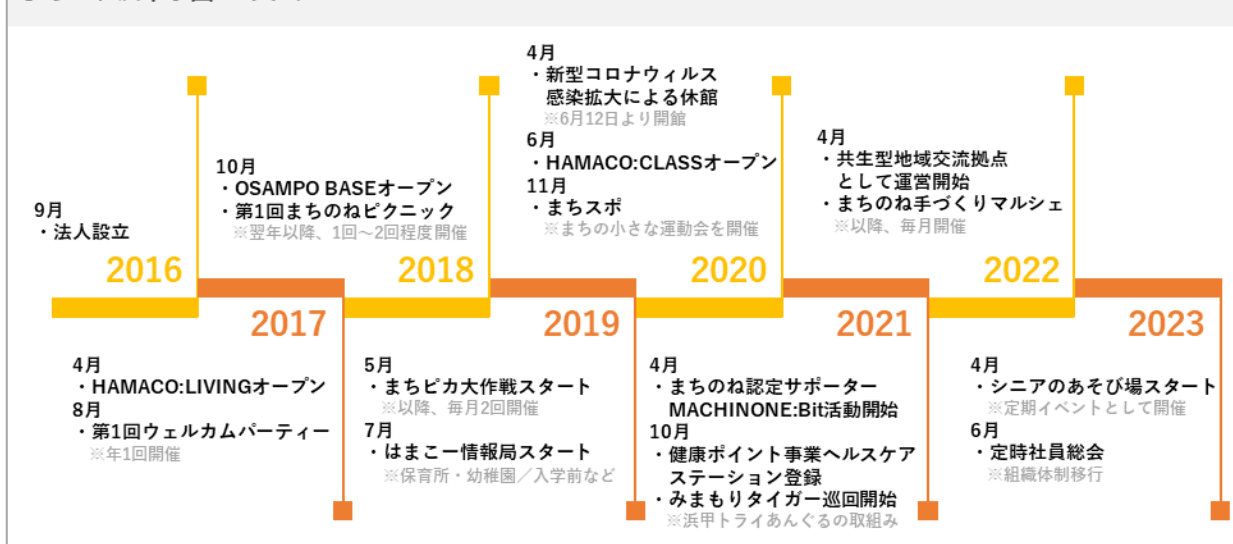 9月
・法人設立
2016
4月
・HAMACO:LIVINGオープン
8月
・第1回ウェルカムパーティー
※年1回開催
2017
10月
・OSAMPO BASEオープン
・第1回まちのねピクニック
※翌年以降、1回～2回程度開催
2018
5月
・まちピカ大作戦スタート
※以降、毎月2回開催
7月
・はまこー情報局スタート
※保育所・幼稚園／入学前など
2019
4月
・新型コロナウィルス
感染拡大による休館
※6月12日より開館
6月
・HAMACO:CLASSオープン
11月
・まちスポ
※まちの小さな運動会を開催
2020
4月
・まちのね認定サポーター
MACHINONE:Bit活動開始
10月
・健康ポイント事業ヘルスケア
ステーション登録
・みまもりタイガー巡回開始
※浜甲トライあんぐるの取組み
2021
4月
・共生型地域交流拠点
として運営開始
・まちのね手づくりマルシェ
※以降、毎月開催
2022
4月
・シニアのあそび場スタート
※定期イベントとして開催
6月
・定時社員総会
※組織体制移行
2023